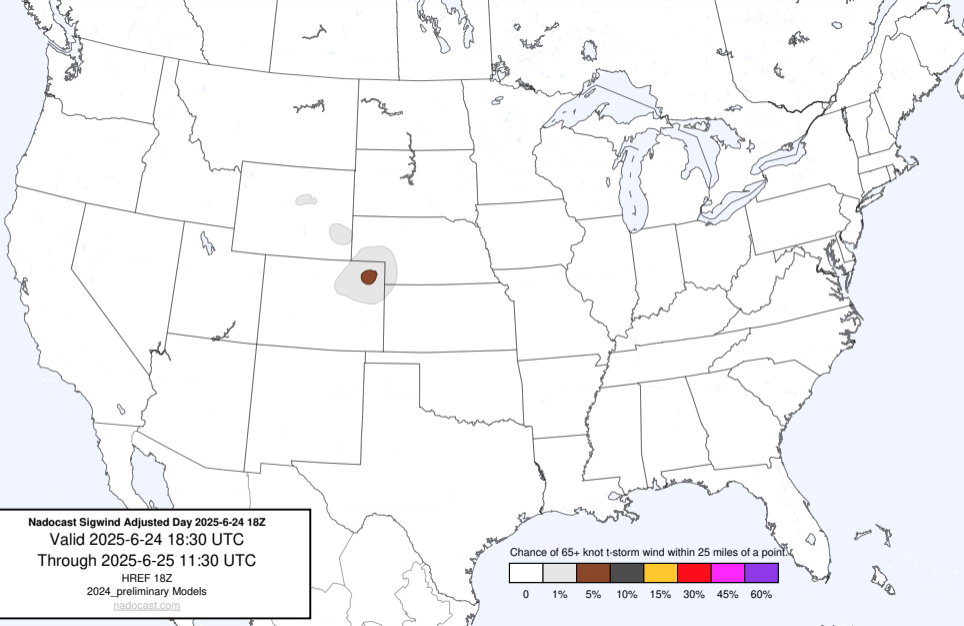 Nadocast Sigwind Adjusted Day 2025-6-24 18Z
Valid 2025-6-24 18:30 UTC
Through 2025-6-25 11:30 UTC
HREF 18Z
2024_preliminary Models
nadocast.com
Chance of 65+ knot t-storm wind within 25 miles of a point.
0 1% 5% 10% 15% 30% 45% 60%